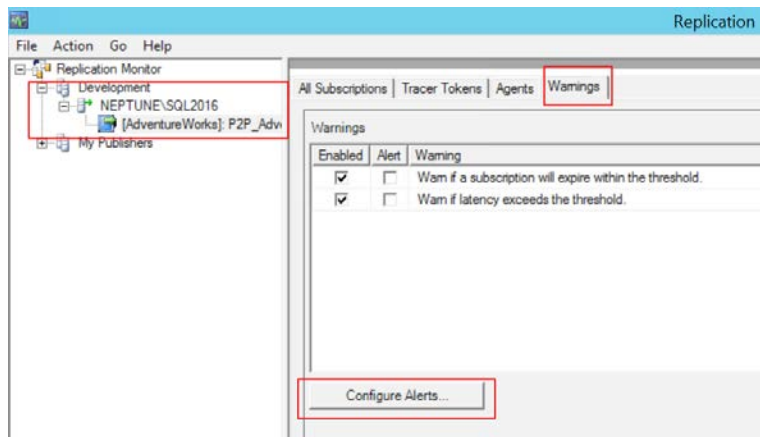 Replication
File Action Go Help
Replication Monitor
Development
NEPTUNE\SQL2016
[AdventureWorks]: P2P_Adv
My Publishers
All Subscriptions Tracer Tokens Agents Warnings
Warnings
Enabled Alert Warning
Warn if a subscription will expire within the threshold.
Warn if latency exceeds the threshold.
Configure Alerts...